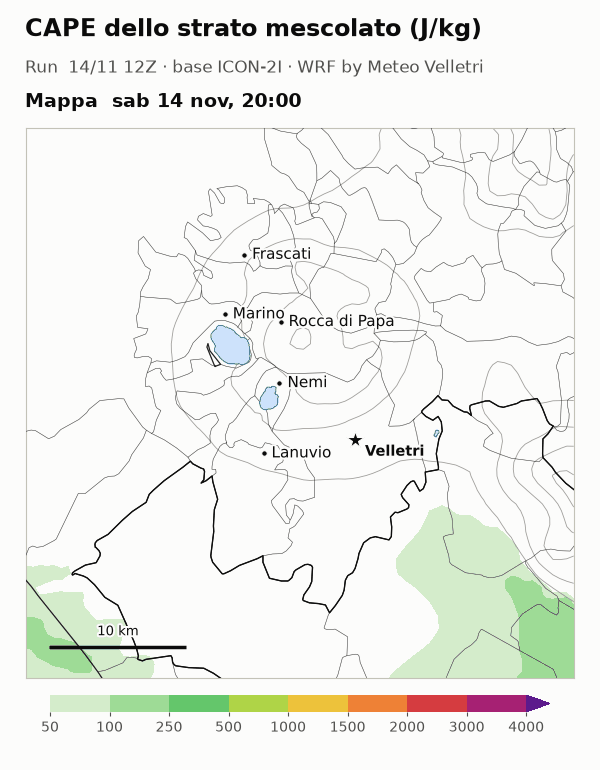 CAPE dello strato mescolato (J/kg)
Run  14/11 12Z · base ICON-2I · WRF by Meteo Velletri
Mappa  sab 14 nov, 20:00
Frascati
Marino
Rocca di Papa
Nemi
Velletri
Lanuvio
10 km
50 100 250 500 1000 1500 2000 3000 4000